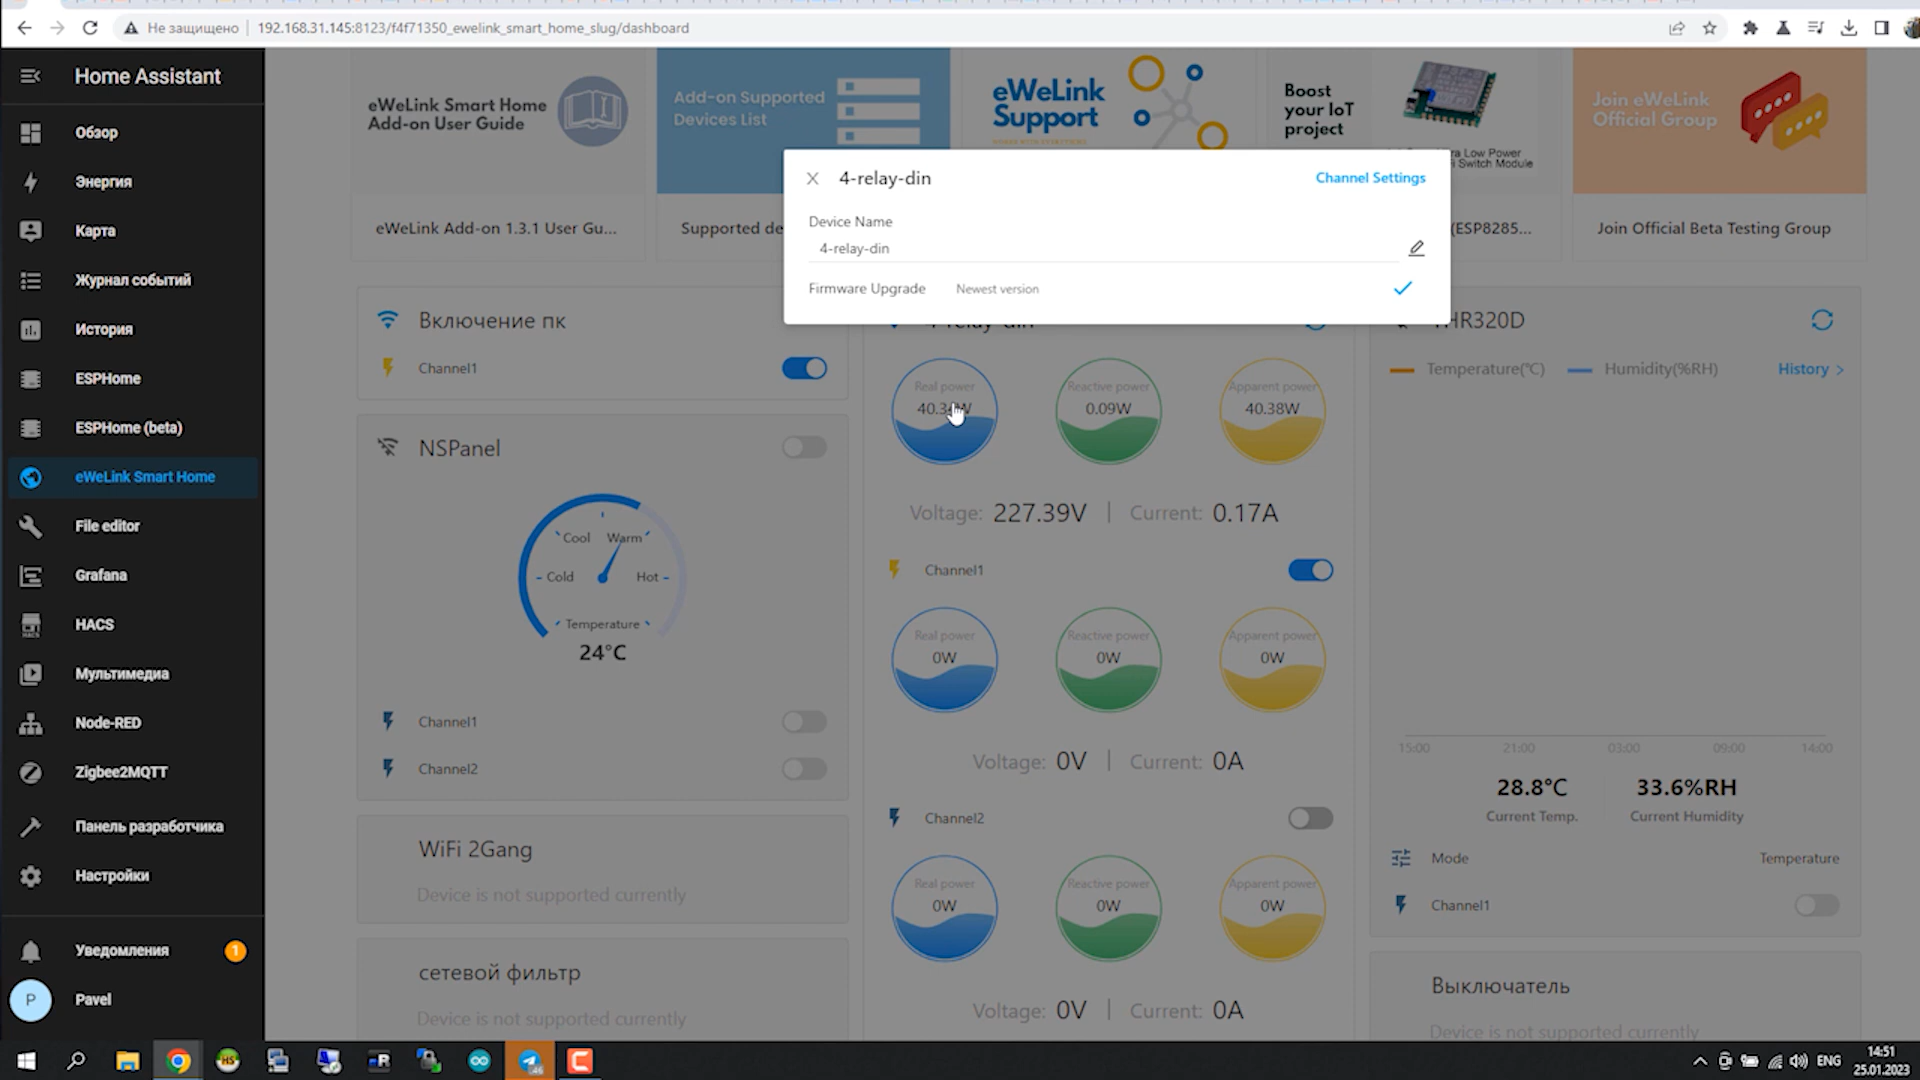 Не защищено
192.168.31.145:8123/f4f71350_ewelink_smart_home_slug/dashboard
Home Assistant
Обзор
Энергия
Карта
Журнал событий
История
ESPHome
ESPHome (beta)
eWeLink Smart Home
File editor
Grafana
HACS
Мультимедиа
Node-RED
Zigbee2MQTT
Панель разработчика
Настройки
Уведомления
1
P
Pavel
eWeLink Smart Home
Add-on User Guide
eWeLink Add-on 1.3.1 User Gu...
Add-on Supported
Devices List
Supported de
eWeLink
Support
Boost
your IoT
project
ra Low Power
Fi Switch Module
(ESP8285...
Join eWeLink
Official Group
Join Official Beta Testing Group
4-relay-din
Channel Settings
Device Name
4-relay-din
Firmware Upgrade
Newest version
Включение пк
Channel1
NSPanel
Cool
Warm
Cold
Hot
Temperature
24°C
Channel1
Channel2
WiFi 2Gang
Device is not supported currently
сетевой фильтр
Device is not supported currently
4-relay-din
Real power
Reactive power
0.09W
Apparent power
40.38W
Voltage: 227.39V | Current: 0.17A
Channel1
Real power
0W
Reactive power
0W
Apparent power
0W
Voltage: 0V | Current: 0A
Channel2
Real power
0W
Reactive power
0W
Apparent power
0W
Voltage: 0V | Current: 0A
THR320D
Temperature(°C)
Humidity(%RH)
History >
15:00
21:00
03:00
09:00
14:00
28.8°C
Current Temp.
33.6%RH
Current Humidity
Mode
Temperature
Channel1
Выключатель
Device is not supported currently
ENG
14:51
25.01.2023